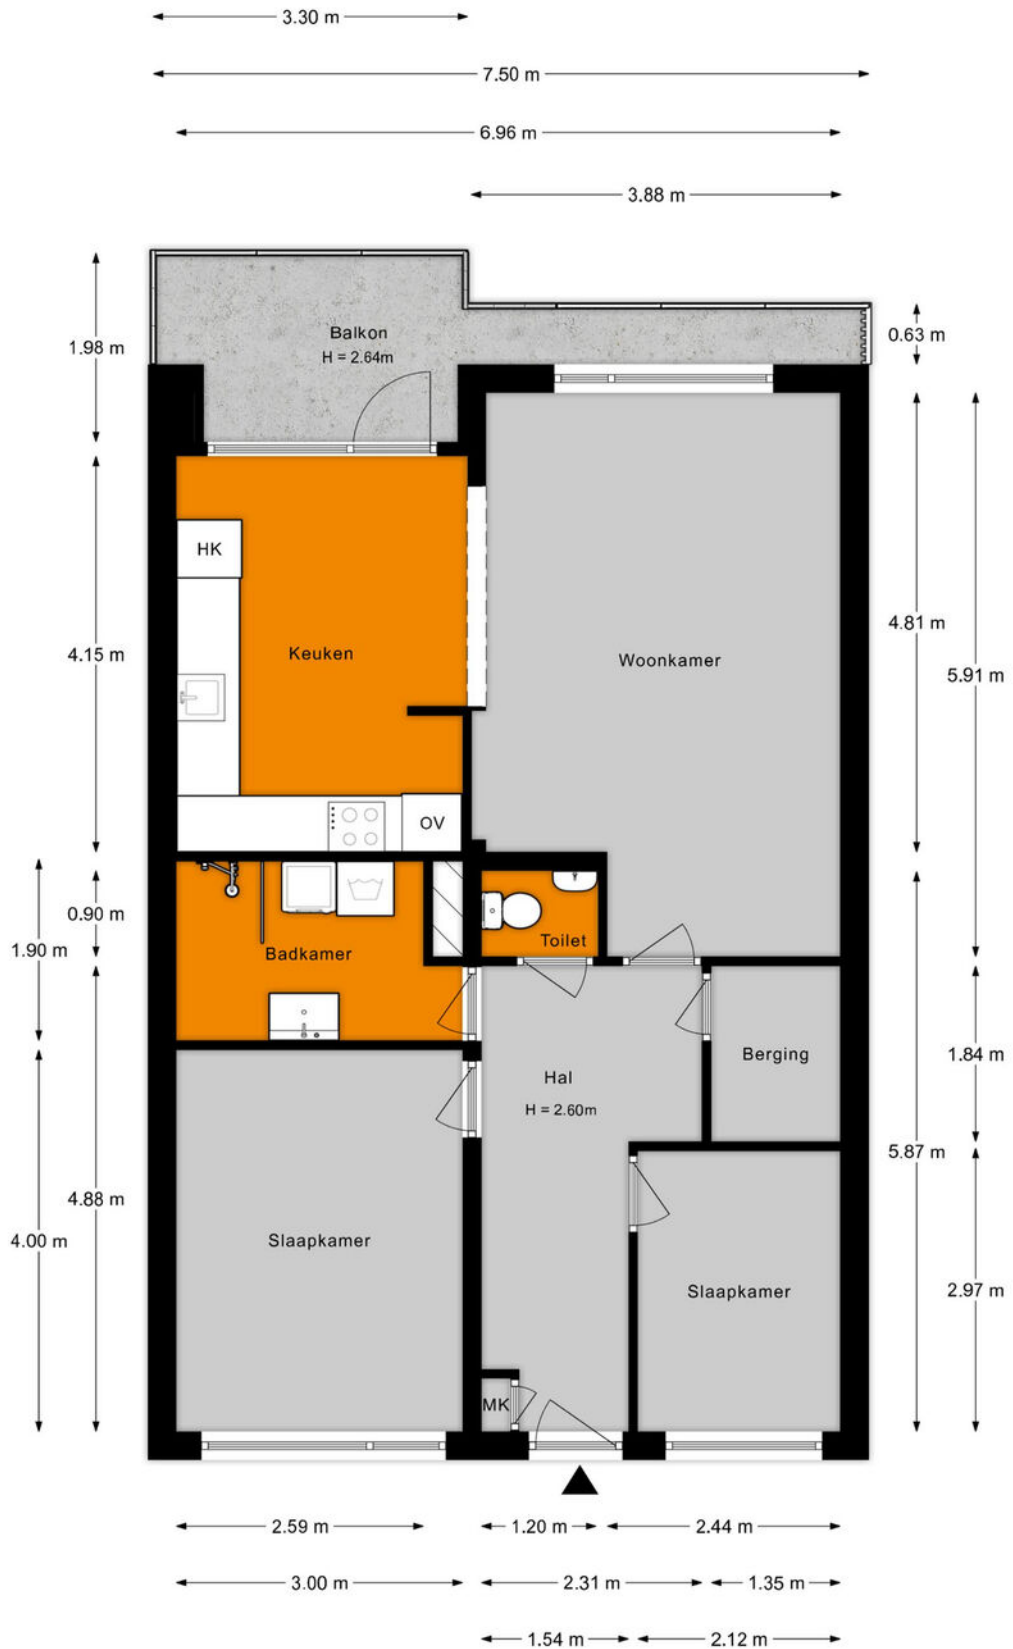 3.30 m
7.50 m
6.96 m
3.88 m
Balkon
H = 2.64m
1.98 m
0.63 m
HK
Keuken
4.15 m
Woonkamer
4.81 m
5.91 m
OV
0.90 m
1.90 m
Badkamer
Toilet
Berging
Hal
H = 2.60m
1.84 m
5.87 m
4.88 m
4.00 m
Slaapkamer
Slaapkamer
2.97 m
MK
2.59 m
1.20 m
2.44 m
3.00 m
2.31 m
1.35 m
1.54 m
2.12 m